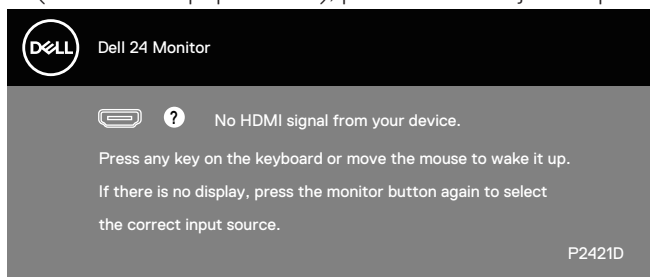 DELL
Dell 24 Monitor
? No HDMI signal from your device.
Press any key on the keyboard or move the mouse to wake it up.
If there is no display, press the monitor button again to select
the correct input source.
P2421D